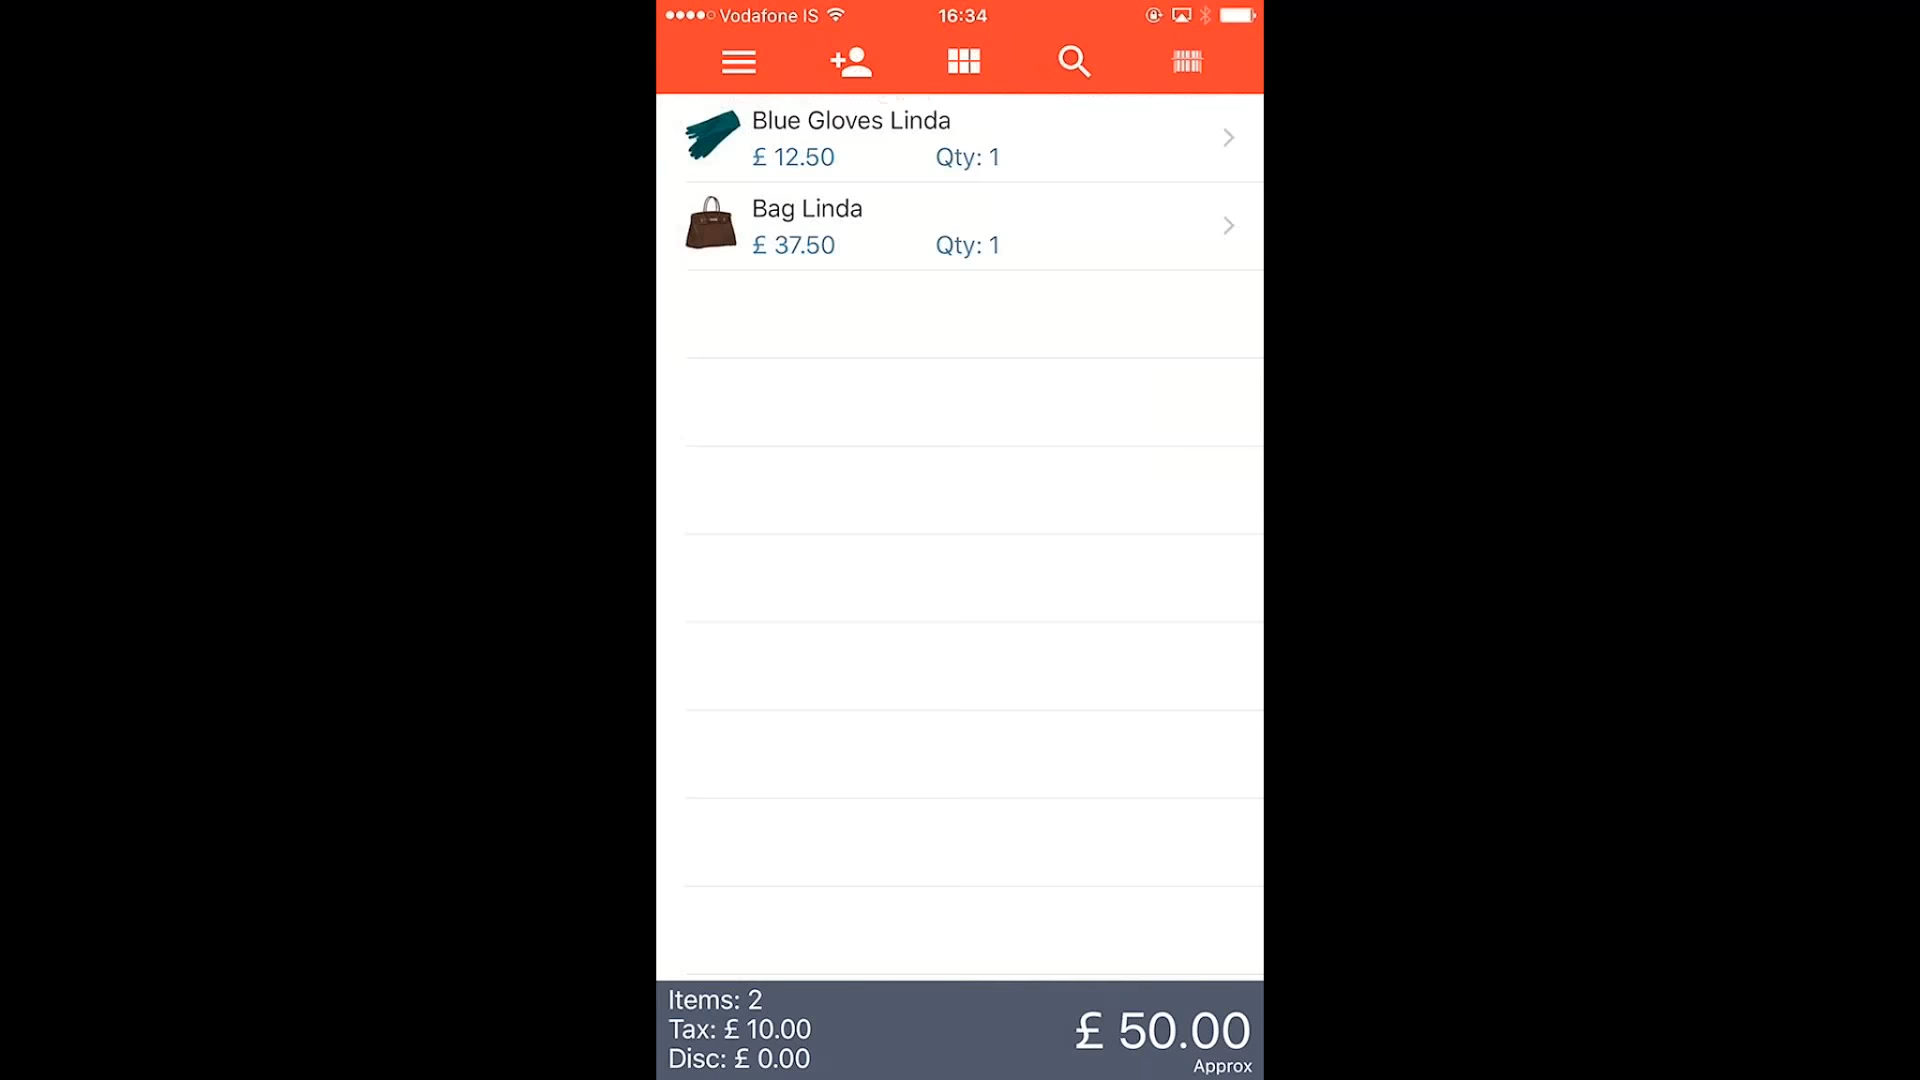 Vodafone IS
16:34
Blue Gloves Linda
£ 12.50 Qty: 1
Bag Linda
£ 37.50 Qty: 1
Items: 2
Tax: £ 10.00
Disc: £ 0.00
£ 50.00
Approx